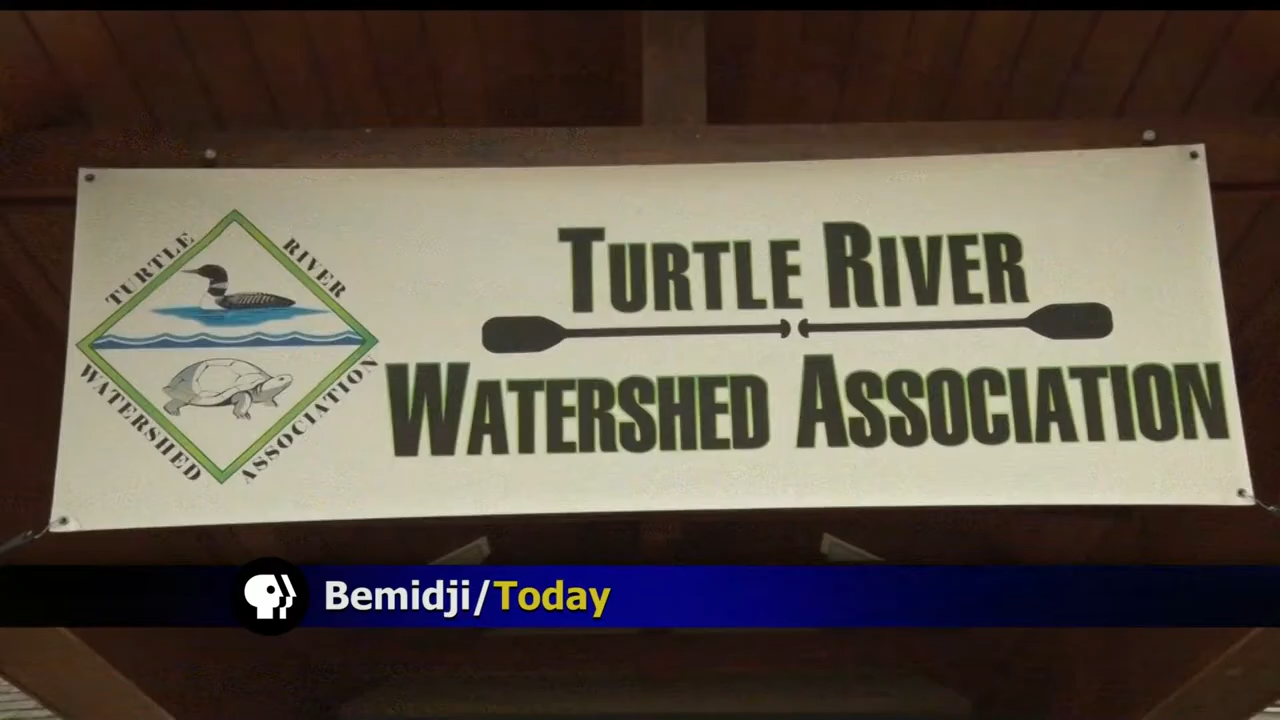 TURTLE RIVER
WATERSHED ASSOCIATION
TURTLE RIVER
WATERSHED ASSOCIATION
Bemidji/Today